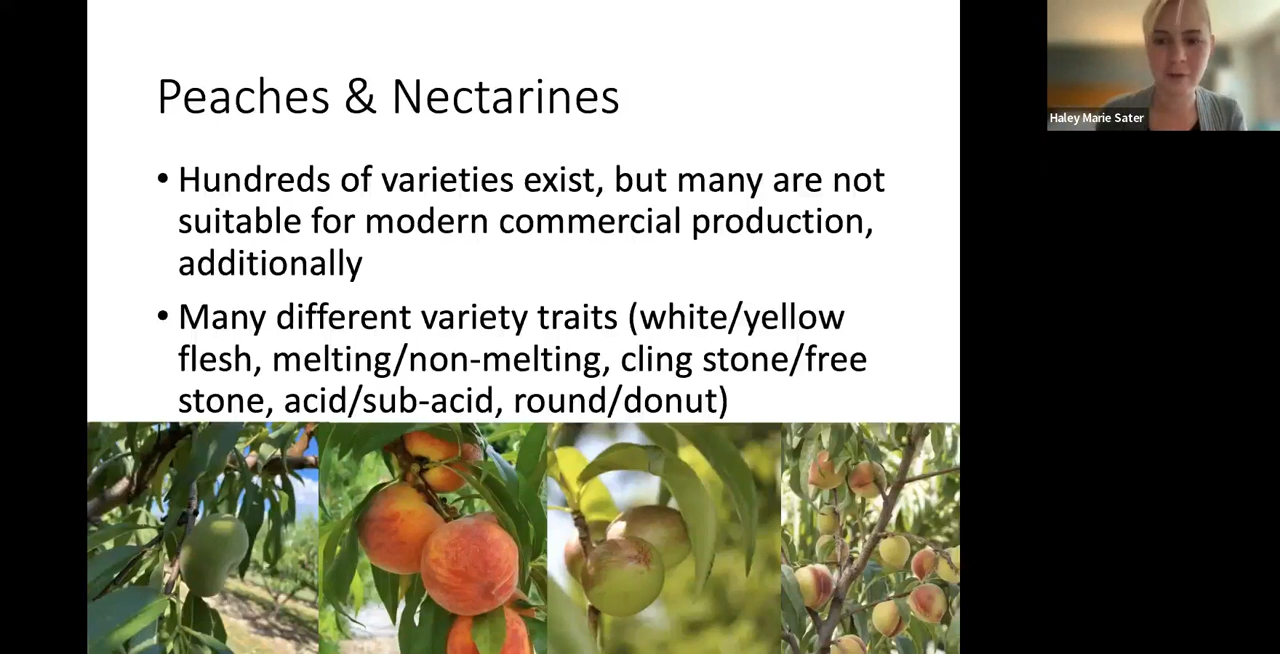 Peaches & Nectarines
• Hundreds of varieties exist, but many are not
suitable for modern commercial production,
additionally
• Many different variety traits (white/yellow
flesh, melting/non-melting, cling stone/free
stone, acid/sub-acid, round/donut)
Haley Marie Sater